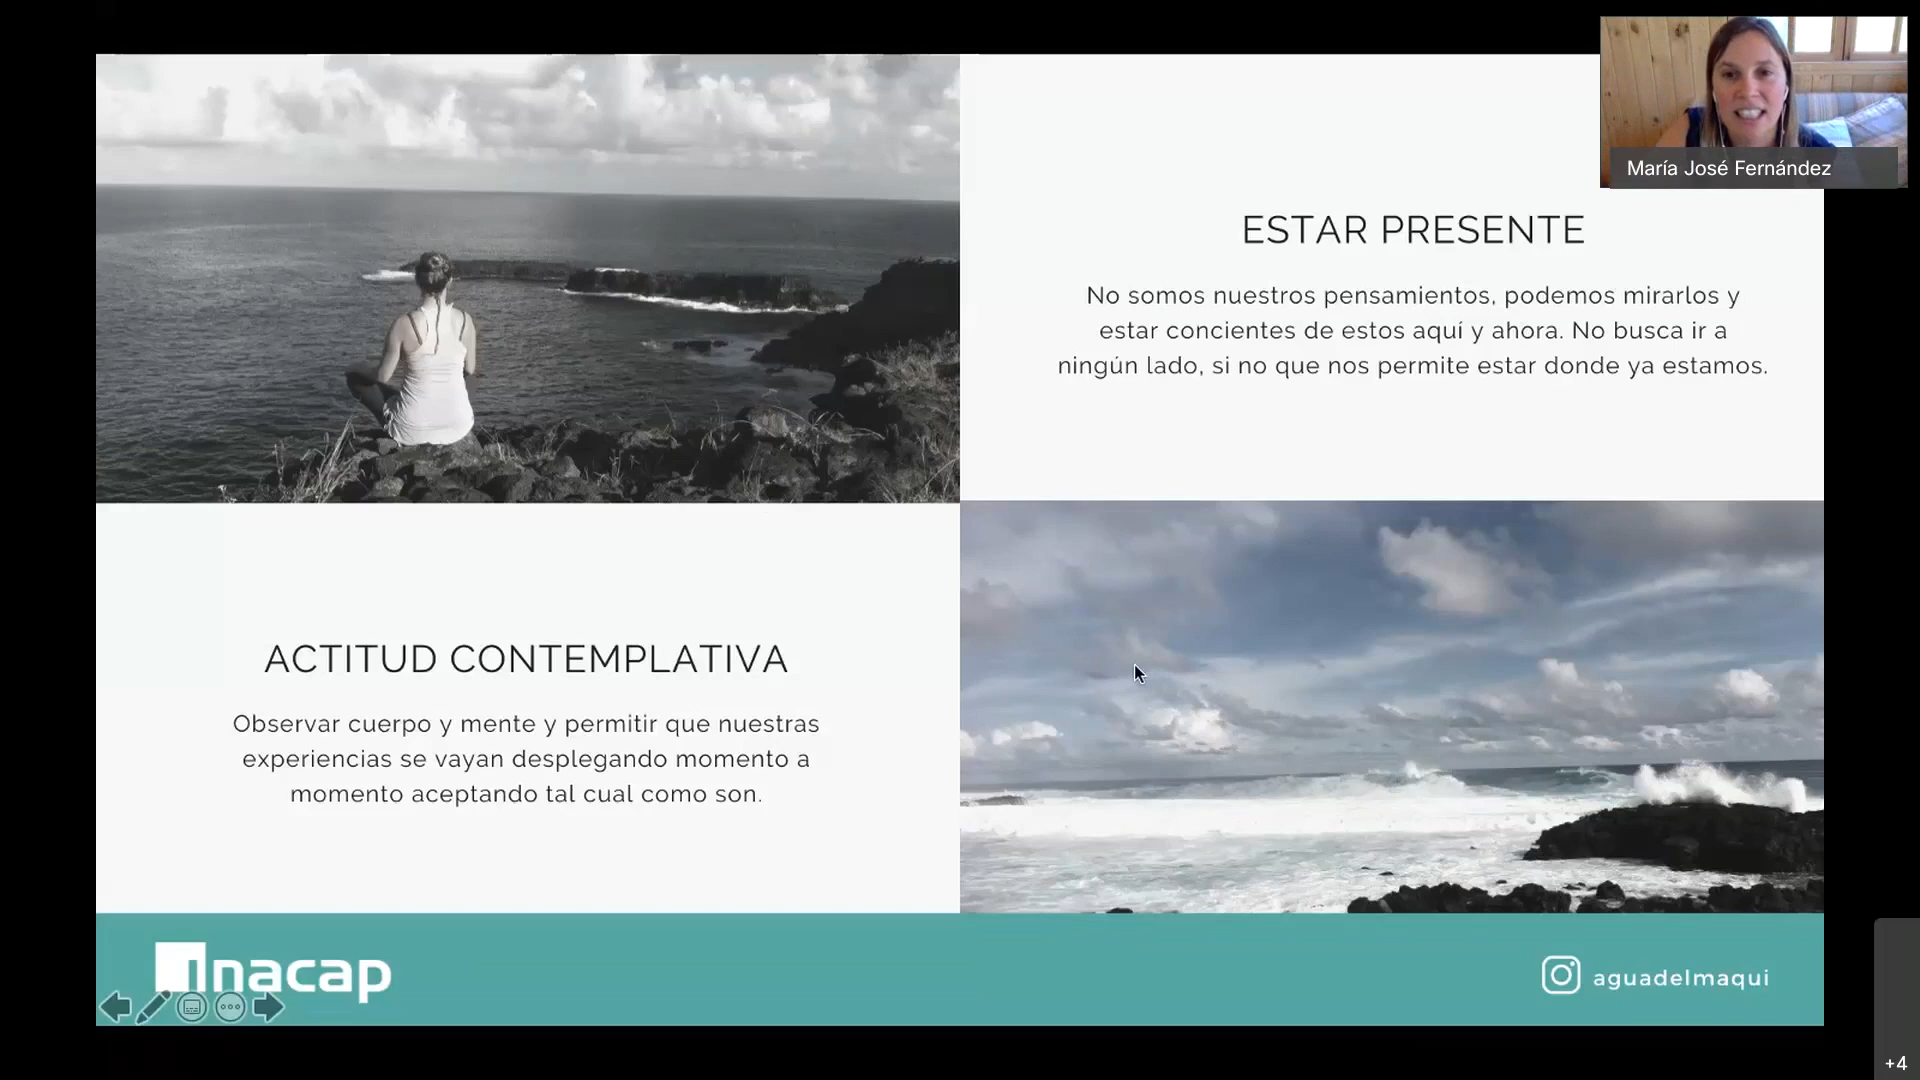 María José Fernández
ESTAR PRESENTE
No somos nuestros pensamientos, podemos mirarlos y
estar concientes de estos aquí y ahora. No busca ir a
ningún lado, si no que nos permite estar donde ya estamos.
ACTITUD CONTEMPLATIVA
Observar cuerpo y mente y permitir que nuestras
experiencias se vayan desplegando momento a
momento aceptando tal cual como son.
inacap
aguadelmaqui
+4